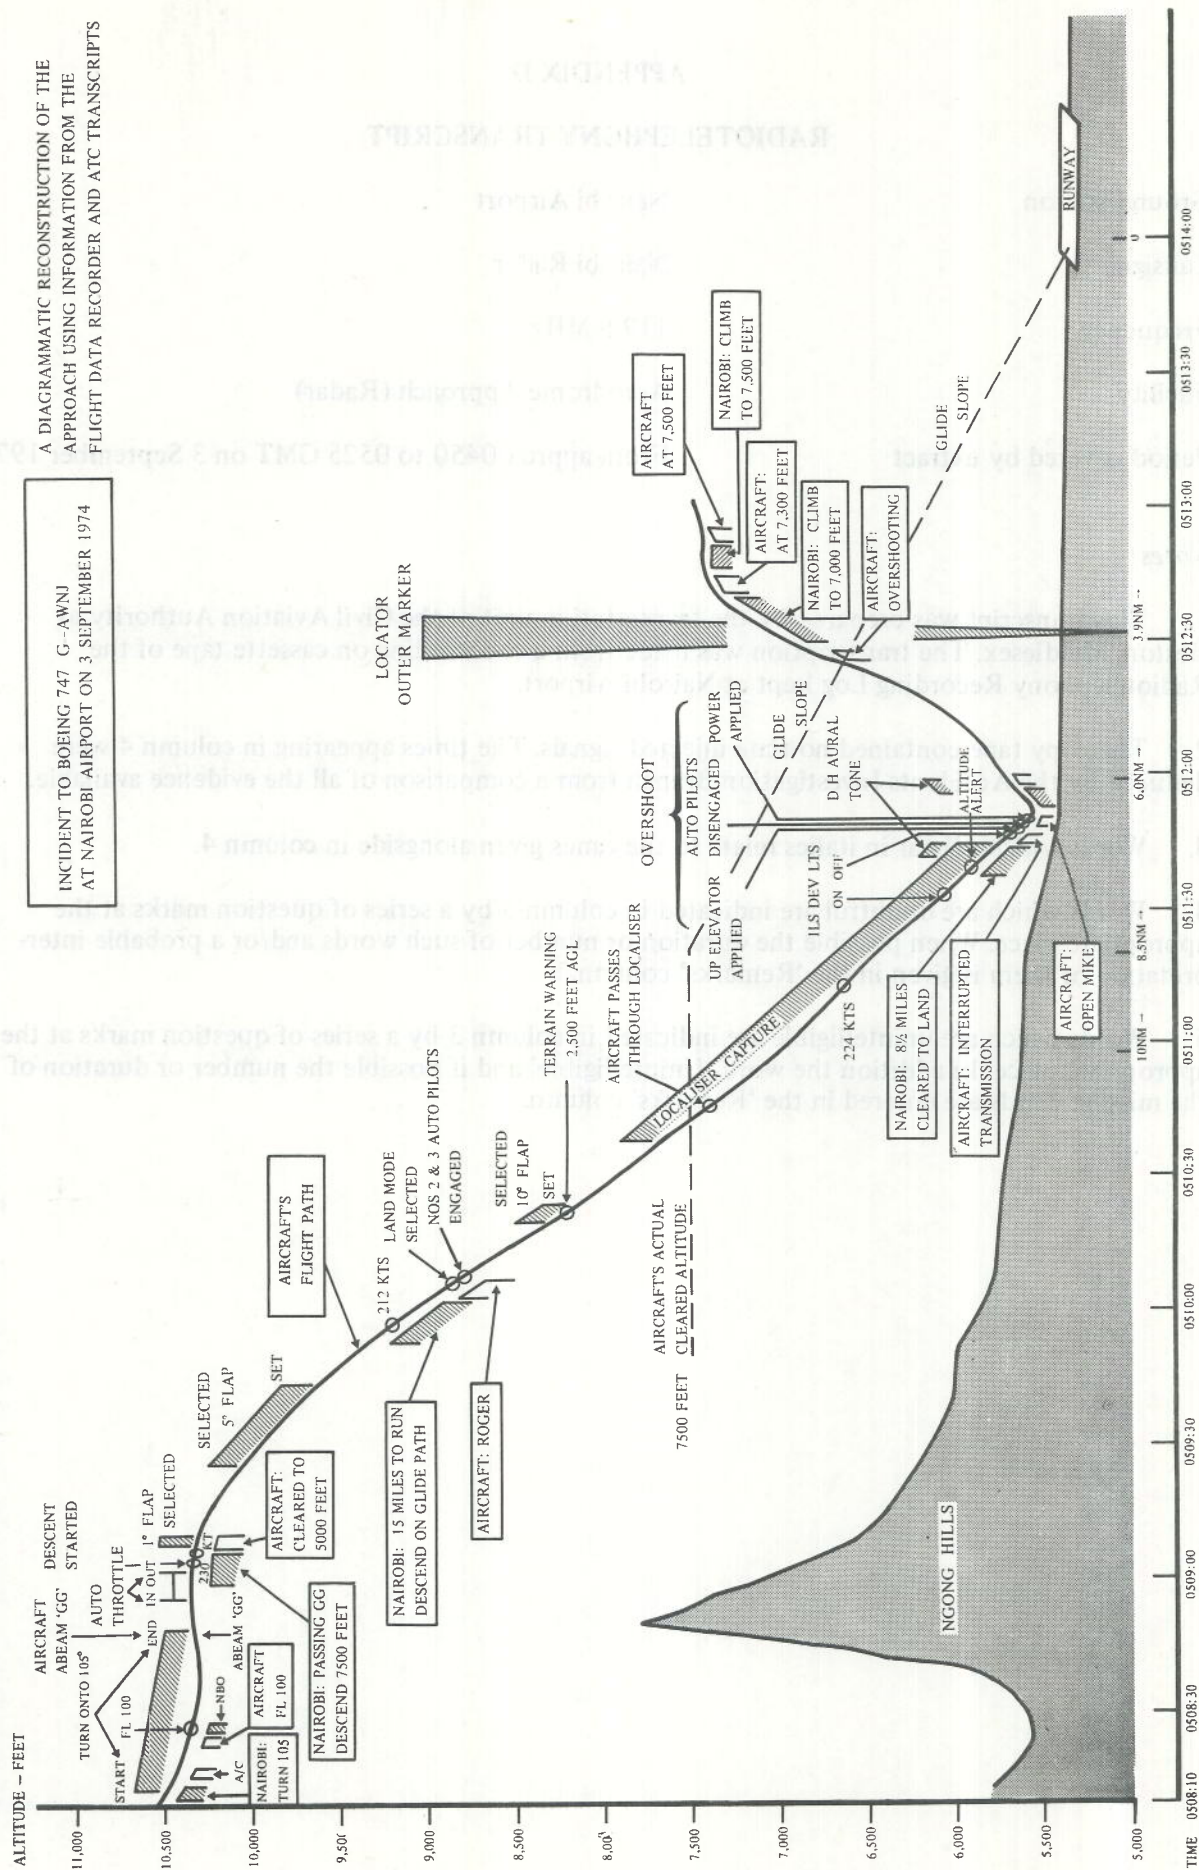 INCIDENT TO BOEING 747 G-AWNJ
AT NAIROBI AIRPORT ON 3 SEPTEMBER 1974
A DIAGRAMMATIC RECONSTRUCTION OF THE
APPROACH USING INFORMATION FROM THE
FLIGHT DATA RECORDER AND ATC TRANSCRIPTS
ALTITUDE – FEET
11,000
10,500
10,000
9,500
9,000
8,500
8,000
7,500
7,000
6,500
6,000
5,500
5,000
TURN ONTO 105°
START
END
FL 100
AIRCRAFT
ABEAM 'GG'
AUTO
THROTTLE
IN OUT
DESCENT
STARTED
1° FLAP
SELECTED
230
KT
ABEAM 'GG'
NBO
A/C
NAIROBI:
TURN 105
AIRCRAFT
FL 100
NAIROBI: PASSING GG
DESCEND 7500 FEET
AIRCRAFT:
CLEARED TO
5000 FEET
SELECTED
5° FLAP
SET
AIRCRAFT'S
FLIGHT PATH
212 KTS
LAND MODE
SELECTED
NOS 2 & 3 AUTO PILOTS
ENGAGED
NAIROBI: 15 MILES TO RUN
DESCEND ON GLIDE PATH
AIRCRAFT: ROGER
SELECTED
10° FLAP
SET
TERRAIN WARNING
2,500 FEET AGL
AIRCRAFT PASSES
THROUGH LOCALISER
LOCALISER CAPTURE
7500 FEET
AIRCRAFT'S ACTUAL
CLEARED ALTITUDE
224 KTS
OVERSHOOT
UP ELEVATOR
APPLIED
AUTO PILOTS
DISENGAGED
POWER
APPLIED
ILS DEV LTS
ON OFF
D H AURAL
TONE
ALTITUDE
ALERT
GLIDE
SLOPE
NAIROBI: 8½ MILES
CLEARED TO LAND
AIRCRAFT: INTERRUPTED
TRANSMISSION
AIRCRAFT:
OPEN MIKE
LOCATOR
OUTER MARKER
AIRCRAFT:
OVERSHOOTING
NAIROBI: CLIMB
TO 7,000 FEET
AIRCRAFT:
AT 7,300 FEET
NAIROBI: CLIMB
TO 7,500 FEET
AIRCRAFT
AT 7,500 FEET
GLIDE
SLOPE
RUNWAY
NGONG HILLS
10NM →
8.5NM →
6.0NM →
3.9NM →
0
TIME
0508:10
0508:30
0509:00
0509:30
0510:00
0510:30
0511:00
0511:30
0512:00
0512:30
0513:00
0513:30
0514:00